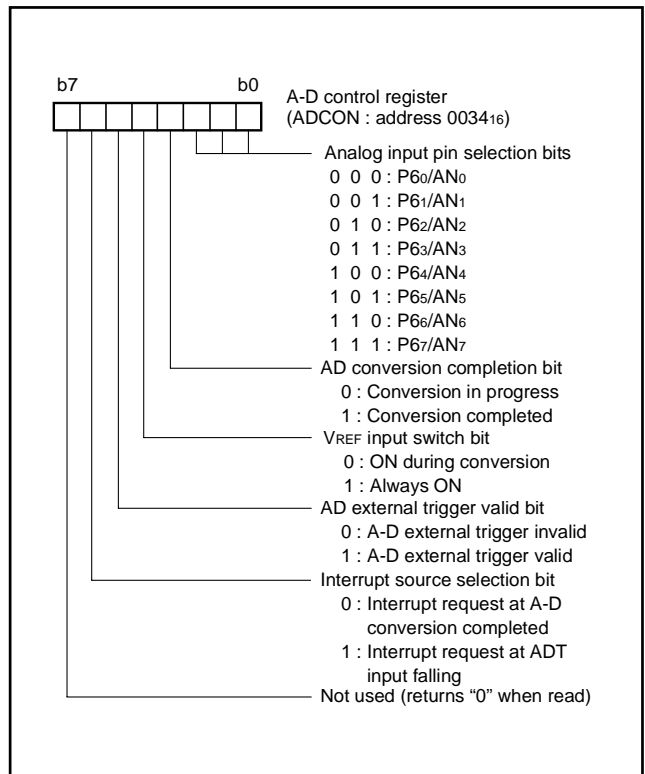 b7 b0
A-D control register
(ADCON : address 0034₁₆)
Analog input pin selection bits
0 0 0 : P6₀/AN₀
0 0 1 : P6₁/AN₁
0 1 0 : P6₂/AN₂
0 1 1 : P6₃/AN₃
1 0 0 : P6₄/AN₄
1 0 1 : P6₅/AN₅
1 1 0 : P6₆/AN₆
1 1 1 : P6₇/AN₇
AD conversion completion bit
0 : Conversion in progress
1 : Conversion completed
VREF input switch bit
0 : ON during conversion
1 : Always ON
AD external trigger valid bit
0 : A-D external trigger invalid
1 : A-D external trigger valid
Interrupt source selection bit
0 : Interrupt request at A-D
conversion completed
1 : Interrupt request at ADT
input falling
Not used (returns “0” when read)